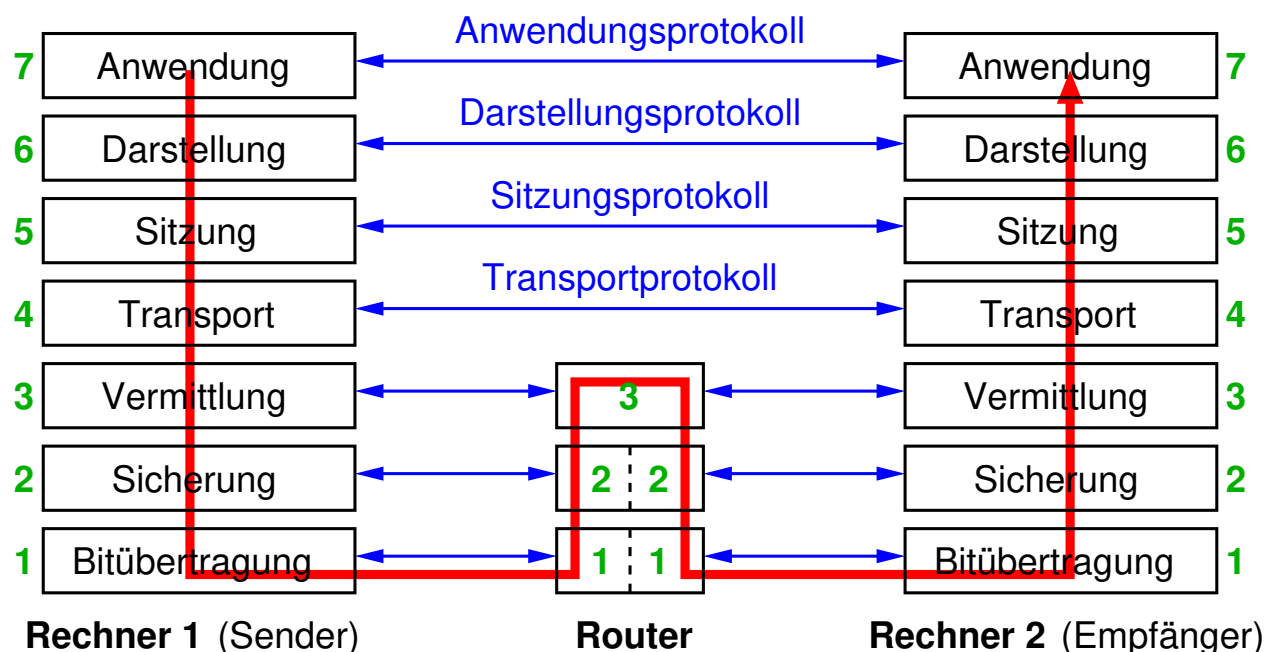 Anwendungsprotokoll
7 Anwendung Anwendung 7
Darstellungsprotokoll
6 Darstellung Darstellung 6
Sitzungsprotokoll
5 Sitzung Sitzung 5
Transportprotokoll
4 Transport Transport 4
3 Vermittlung 3 Vermittlung 3
2 Sicherung 2 2 Sicherung 2
1 Bitübertragung 1 1 Bitübertragung 1
Rechner 1 (Sender) Router Rechner 2 (Empfänger)